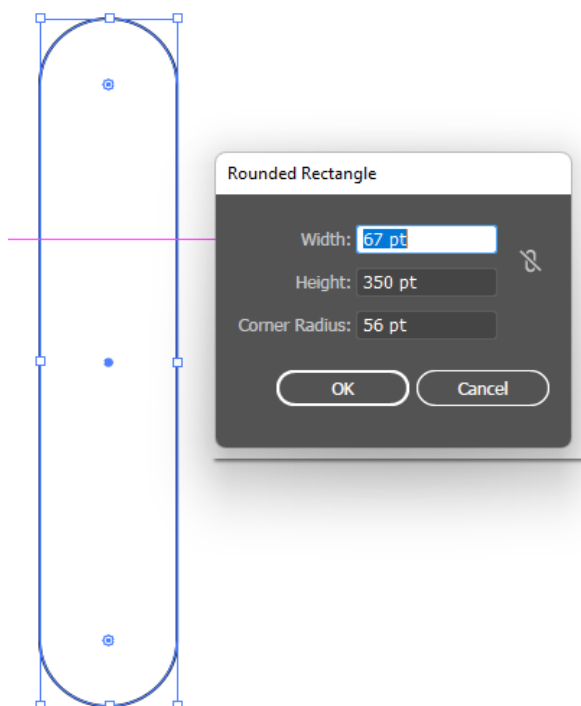 Rounded Rectangle
Width: 67 pt
Height: 350 pt
Corner Radius: 56 pt
OK Cancel